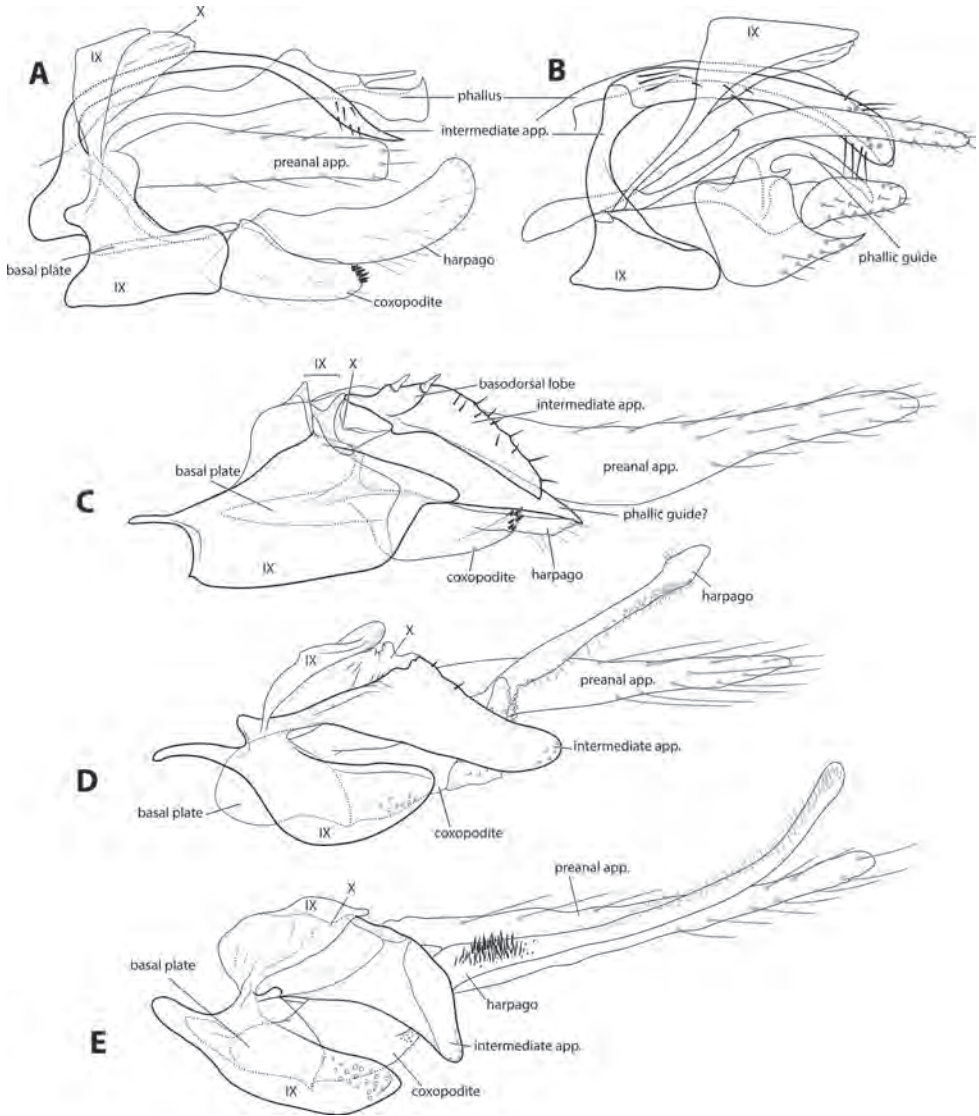 X
IX
A
IX
B
phallus
intermediate app.
preanal app.
basal plate
IX
harpago
coxopodite
IX
phallic guide
IX
X
basodorsal lobe
intermediate app.
basal plate
preanal app.
C
phallic guide?
IX
coxopodite
harpago
harpago
X
IX
preanal app.
intermediate app.
D
basal plate
IX
coxopodite
preanal app.
IX
X
basal plate
harpago
E
intermediate app.
IX
coxopodite